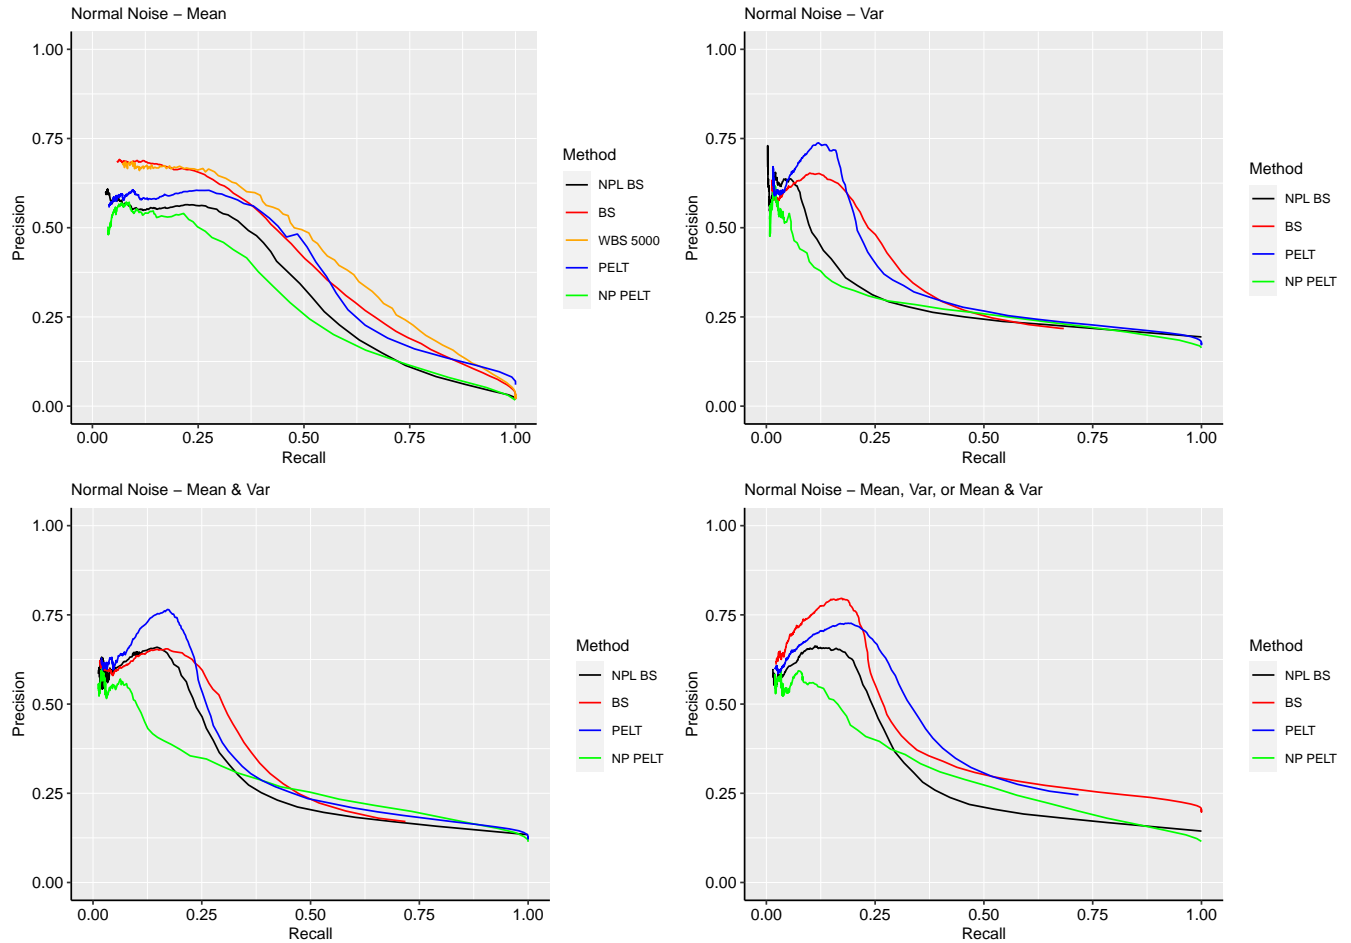 Normal Noise – Mean
1.00
0.75
0.50
0.25
0.00
Precision
0.00 0.25 0.50 0.75 1.00
Recall
Method
NPL BS
BS
WBS 5000
PELT
NP PELT
Normal Noise – Var
1.00
0.75
0.50
0.25
0.00
Precision
0.00 0.25 0.50 0.75 1.00
Recall
Method
NPL BS
BS
PELT
NP PELT
Normal Noise – Mean & Var
1.00
0.75
0.50
0.25
0.00
Precision
0.00 0.25 0.50 0.75 1.00
Recall
Method
NPL BS
BS
PELT
NP PELT
Normal Noise – Mean, Var, or Mean & Var
1.00
0.75
0.50
0.25
0.00
Precision
0.00 0.25 0.50 0.75 1.00
Recall
Method
NPL BS
BS
PELT
NP PELT